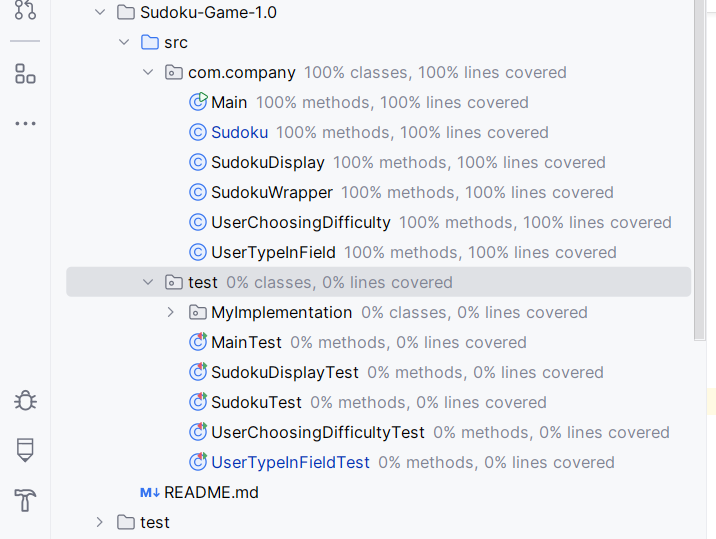 Sudoku-Game-1.0
src
com.company 100% classes, 100% lines covered
Main 100% methods, 100% lines covered
Sudoku 100% methods, 100% lines covered
SudokuDisplay 100% methods, 100% lines covered
SudokuWrapper 100% methods, 100% lines covered
UserChoosingDifficulty 100% methods, 100% lines covered
UserTypeInField 100% methods, 100% lines covered
test 0% classes, 0% lines covered
MyImplementation 0% classes, 0% lines covered
MainTest 0% methods, 0% lines covered
SudokuDisplayTest 0% methods, 0% lines covered
SudokuTest 0% methods, 0% lines covered
UserChoosingDifficultyTest 0% methods, 0% lines covered
UserTypeInFieldTest 0% methods, 0% lines covered
M↓ README.md
test